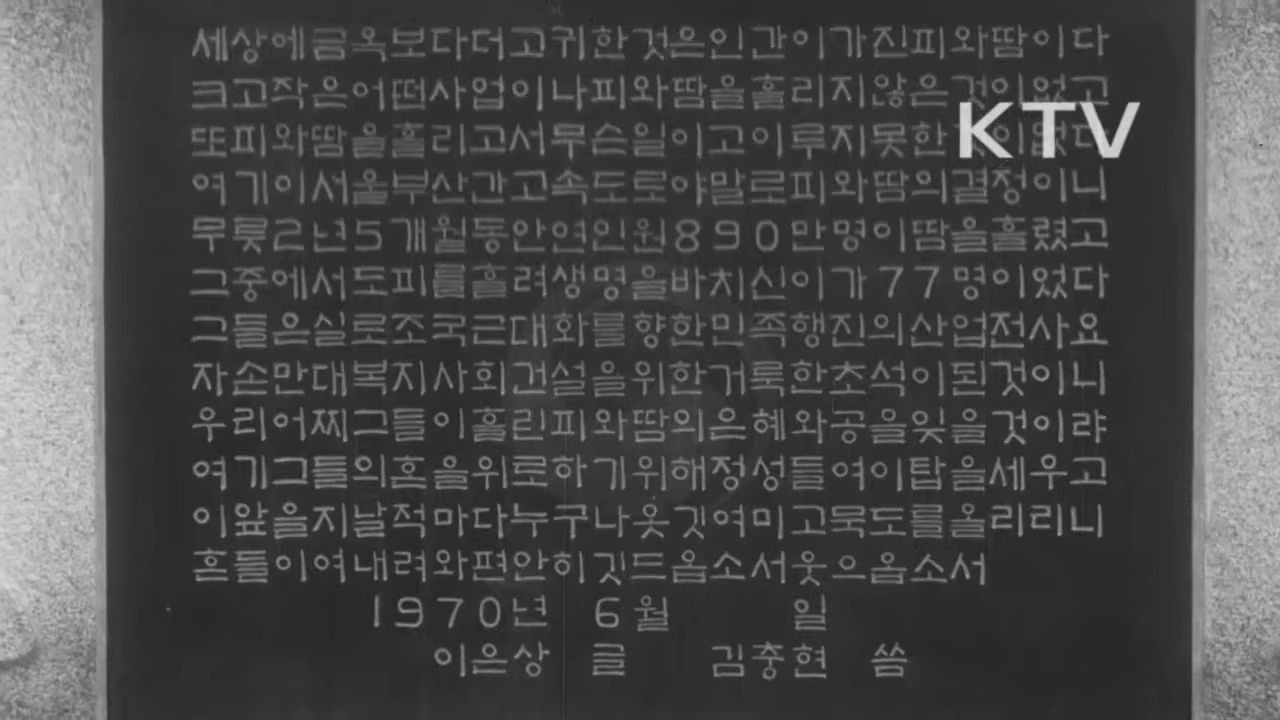 세상에금옥보다더고귀한것은인간이가진피와땀이다
크고작은어떤사업이나피와땀을흘리지않은것이없고
또피와땀을흘리고서무슨일이고이루지못한것이없다
여기이서울부산간고속도로야말로피와땀의결정이니
무릇2년5개월동안연인원890만명이땀을흘렸고
그중에서도피를흘려생명을바치신이가77명이었다
그들은실로조국근대화를향한민족행진의산업전사요
자손만대복지사회건설을위한거룩한초석이된것이니
우리어찌그들이흘린피와땀의은혜와공을잊을것이랴
여기그들의혼을위로하기위해정성들여이탑을세우고
이앞을지날적마다누구나옷깃여미고묵도를올리리니
흔들이여내려와편안히깃드옵소서웃으옵소서
1970년 6월 일
이은상 글 김충현 씀
KTV